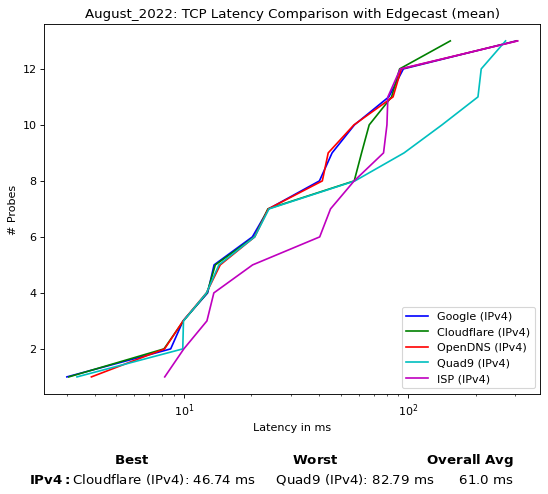 August_2022: TCP Latency Comparison with Edgecast (mean)
12
10
8
6
4
2
# Probes
10^1
10^2
Latency in ms
Google (IPv4)
Cloudflare (IPv4)
OpenDNS (IPv4)
Quad9 (IPv4)
ISP (IPv4)
Best Worst Overall Avg
IPv4: Cloudflare (IPv4): 46.74 ms Quad9 (IPv4): 82.79 ms 61.0 ms